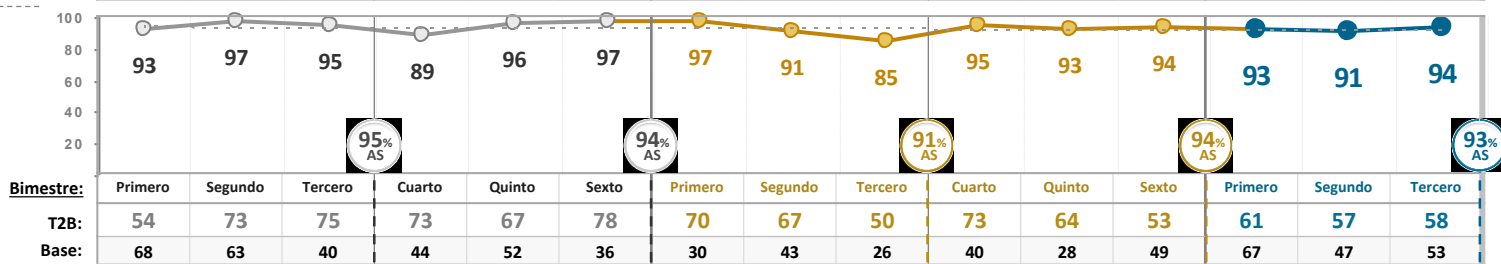 100
93 97 95 89 96 97 97 91 85 95 93 94 93 91 94
80
60
40
20
95% AS 94% AS 91% AS 94% AS 93% AS
Bimestre: Primero Segundo Tercero Cuarto Quinto Sexto Primero Segundo Tercero Cuarto Quinto Sexto Primero Segundo Tercero
T2B: 54 73 75 73 67 78 70 67 50 73 64 53 61 57 58
Base: 68 63 40 44 52 36 30 43 26 40 28 49 67 47 53